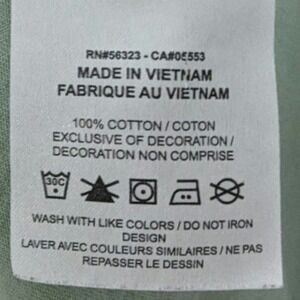 RN#56323 - CA#05553
MADE IN VIETNAM
FABRIQUE AU VIETNAM
100% COTTON / COTON
EXCLUSIVE OF DECORATION /
DECORATION NON COMPRISE
30C
WASH WITH LIKE COLORS / DO NOT IRON
DESIGN
LAVER AVEC COULEURS SIMILAIRES / NE PAS
REPASSER LE DESSIN